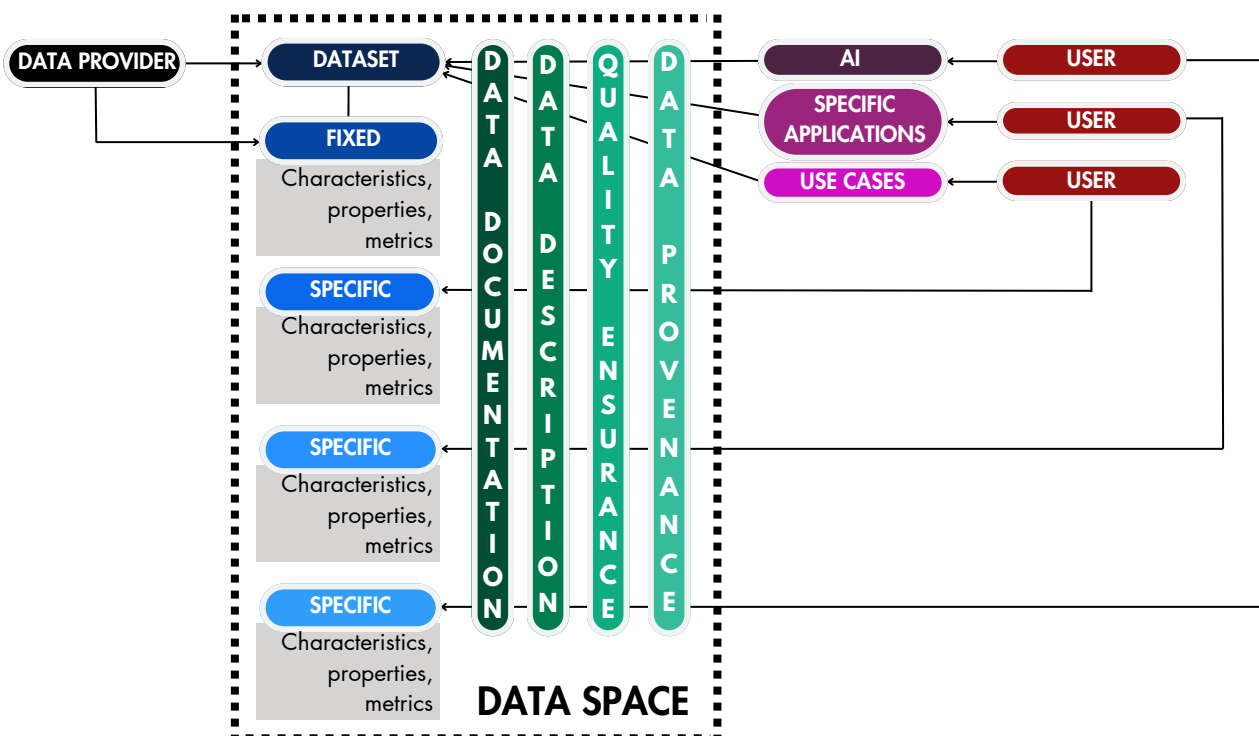 DATA PROVIDER
DATASET
FIXED
Characteristics,
properties,
metrics
SPECIFIC
Characteristics,
properties,
metrics
SPECIFIC
Characteristics,
properties,
metrics
SPECIFIC
Characteristics,
properties,
metrics
DATA DOCUMENTATION
DATA DESCRIPTION
QUALITY ENSURANCE
DATA PROVENANCE
DATA SPACE
AI
USER
SPECIFIC
APPLICATIONS
USER
USE CASES
USER